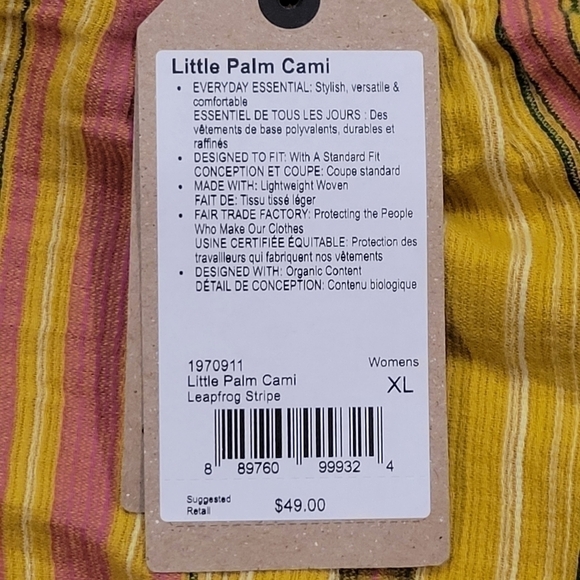 Little Palm Cami
• EVERYDAY ESSENTIAL: Stylish, versatile &
comfortable
ESSENTIEL DE TOUS LES JOURS : Des
vêtements de base polyvalents, durables et
raffinés
• DESIGNED TO FIT: With A Standard Fit
CONCEPTION ET COUPE: Coupe standard
• MADE WITH: Lightweight Woven
FAIT DE: Tissu tissé léger
• FAIR TRADE FACTORY: Protecting the People
Who Make Our Clothes
USINE CERTIFIÉE ÉQUITABLE: Protection des
travailleurs qui fabriquent nos vêtements
• DESIGNED WITH: Organic Content
DÉTAIL DE CONCEPTION: Contenu biologique
1970911 Womens
Little Palm Cami XL
Leapfrog Stripe
8 89760 99932 4
Suggested
Retail $49.00